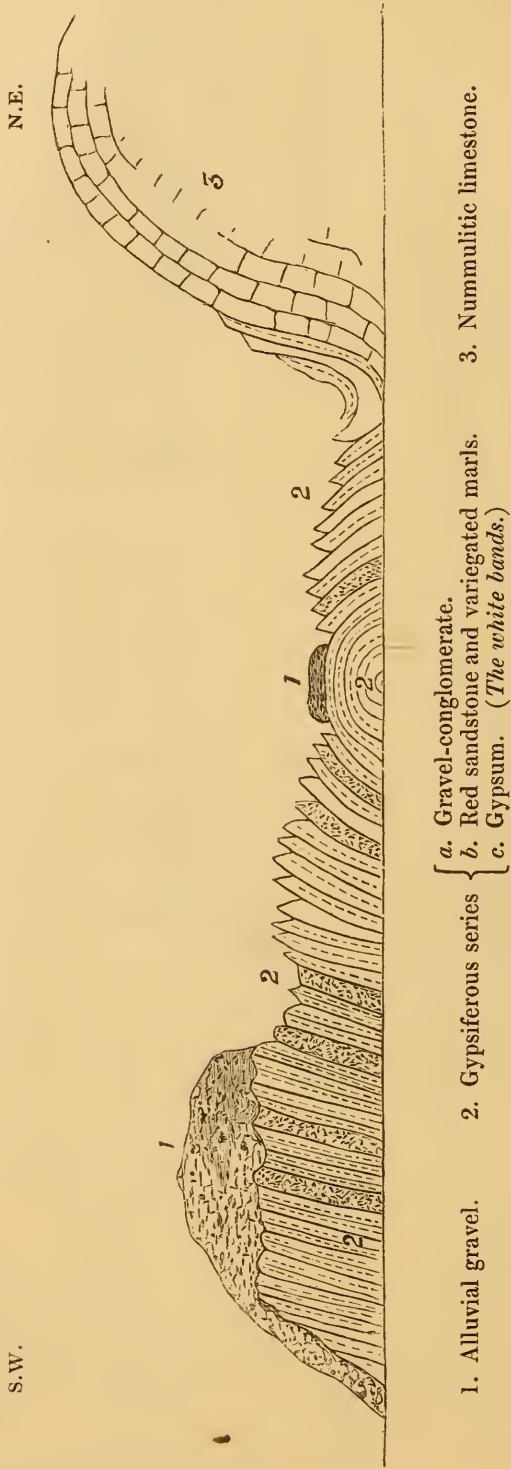 S.W. N.E.
1
2
2
1
2
2
3
1. Alluvial gravel. 2. Gypsiferous series { a. Gravel-conglomerate.
b. Red sandstone and variegated marls.
c. Gypsum. (The white bands.)
3. Nummulitic limestone.